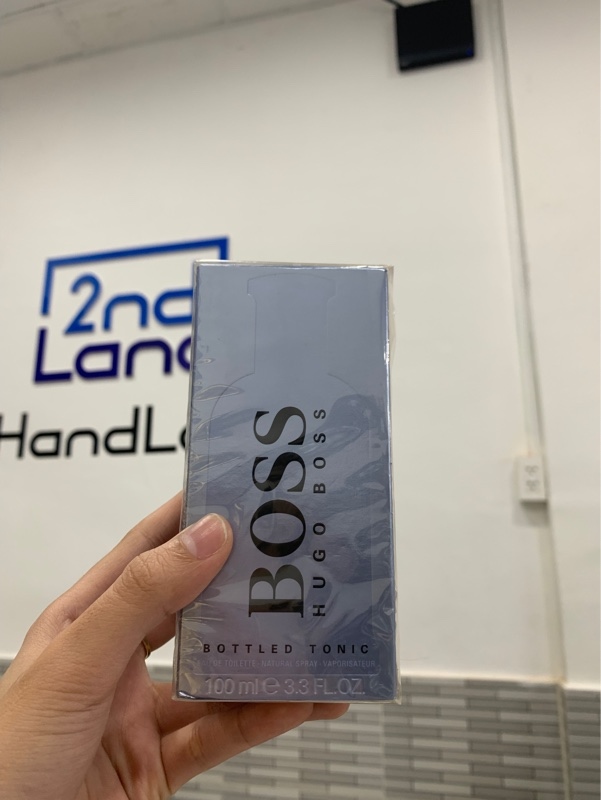 2nd
Land
HandLa
BOSS
HUGO BOSS
BOTTLED TONIC
EAU DE TOILETTE NATURAL SPRAY VAPORISATEUR
100 ml e 3.3 FL.OZ.